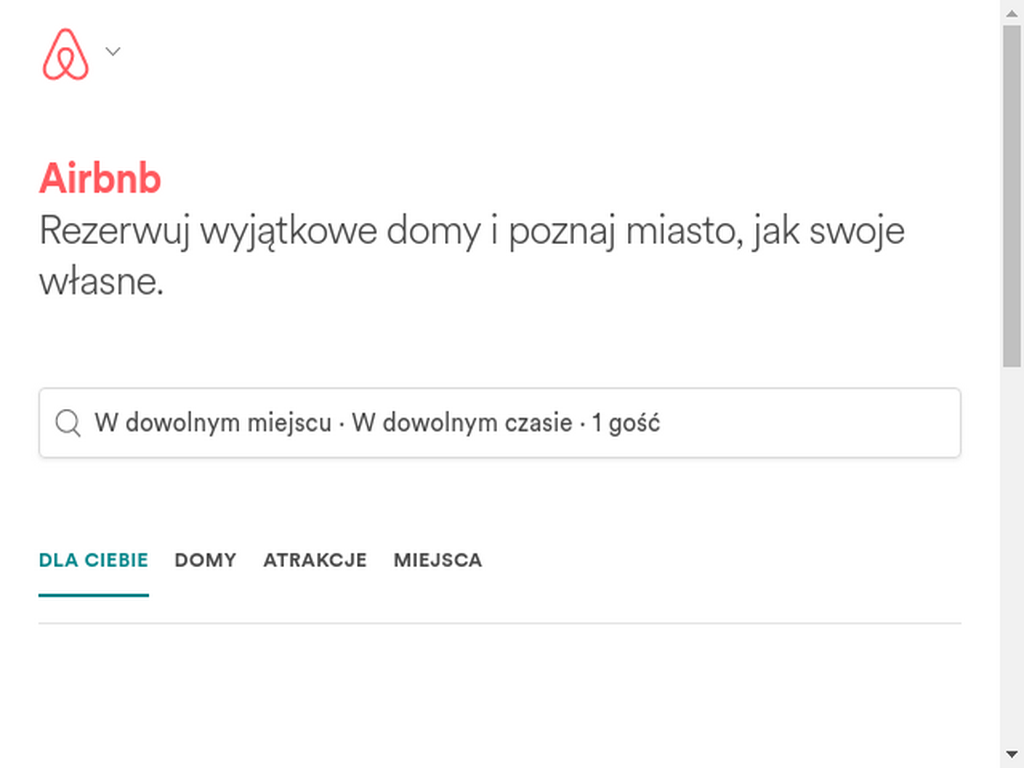 Airbnb
Rezerwuj wyjątkowe domy i poznaj miasto, jak swoje
własne.
W dowolnym miejscu · W dowolnym czasie · 1 gość
DLA CIEBIE DOMY ATRAKCJE MIEJSCA